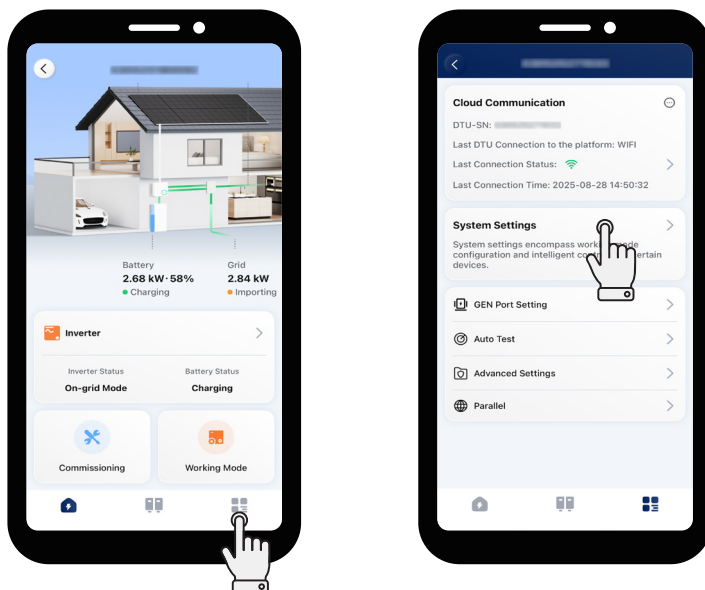 Battery
2.68 kW·58%
Charging
Grid
2.84 kW
Importing
Inverter
Inverter Status
On-grid Mode
Battery Status
Charging
Commissioning
Working Mode
Cloud Communication
DTU-SN:
Last DTU Connection to the platform: WIFI
Last Connection Status:
Last Connection Time: 2025-08-28 14:50:32
System Settings
System settings encompass mode
configuration and intelligent ertain
devices.
GEN Port Setting
Auto Test
Advanced Settings
Parallel